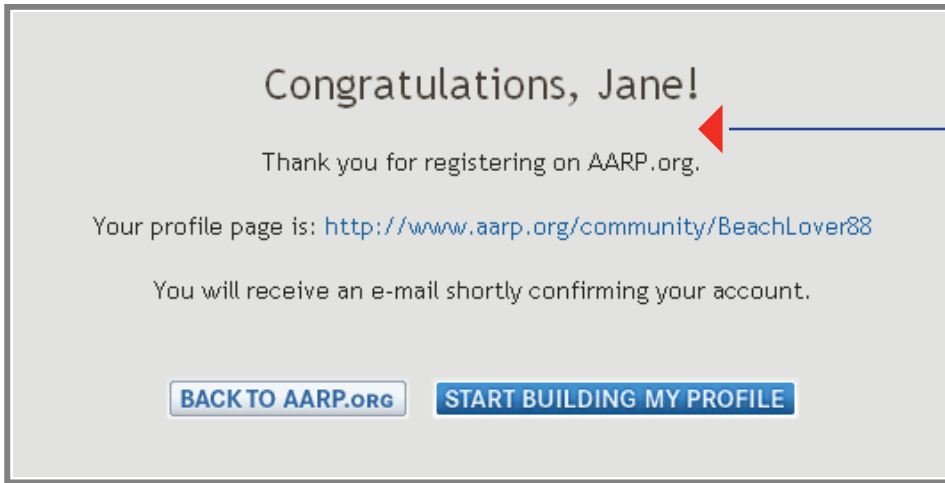 Congratulations, Jane!
Thank you for registering on AARP.org.
Your profile page is: http://www.aarp.org/community/BeachLover88
You will receive an e-mail shortly confirming your account.
BACK TO AARP.ORG START BUILDING MY PROFILE